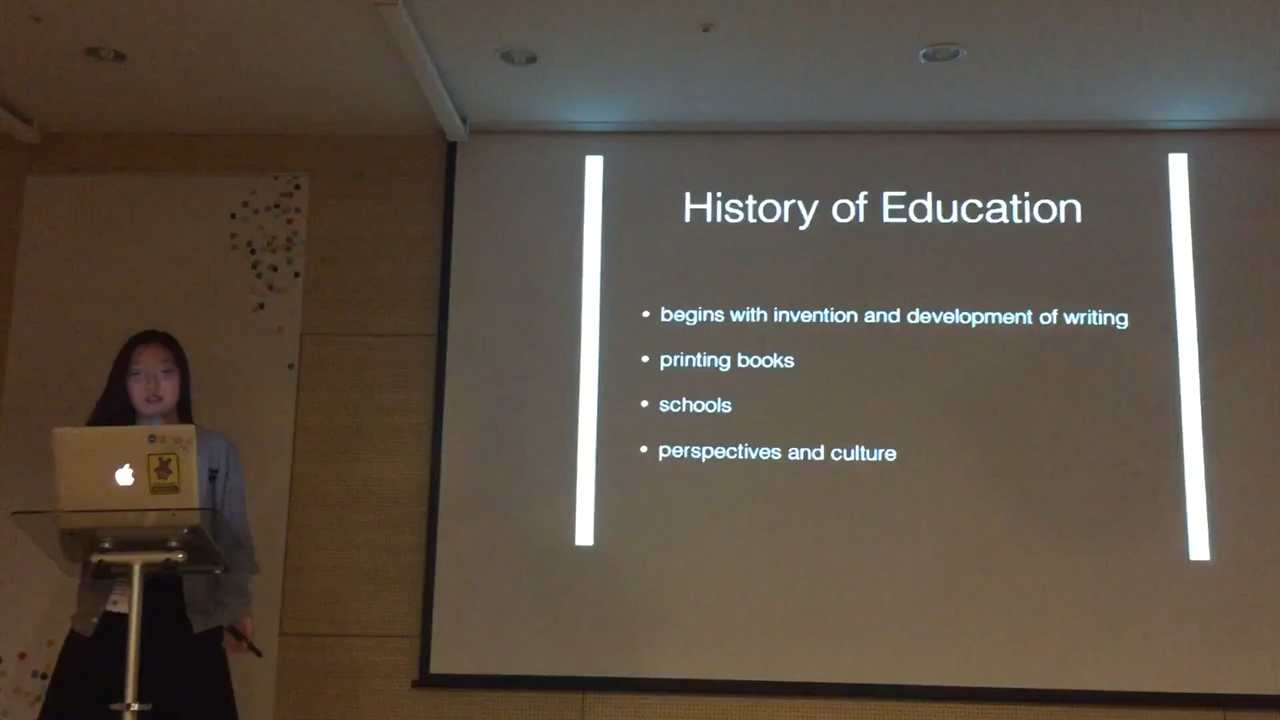 History of Education
• begins with invention and development of writing
• printing books
• schools
• perspectives and culture